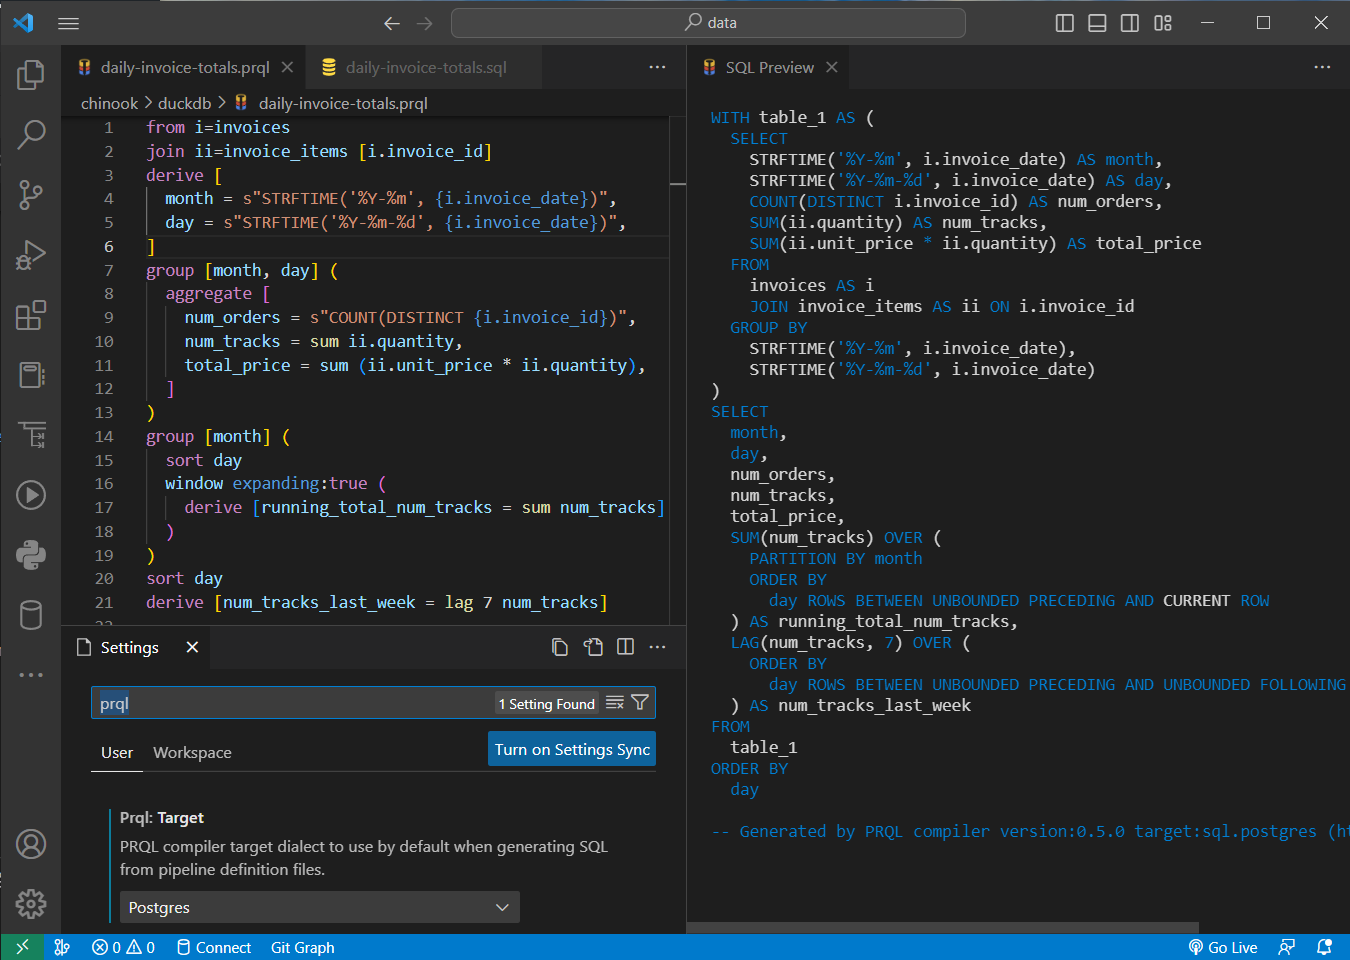 data
daily-invoice-totals.prql
daily-invoice-totals.sql
chinook > duckdb > daily-invoice-totals.prql
1 from i=invoices
2 join ii=invoice_items [i.invoice_id]
3 derive [
4 month = s"STRFTIME('%Y-%m', {i.invoice_date})",
5 day = s"STRFTIME('%Y-%m-%d', {i.invoice_date})",
6 ]
7 group [month, day] (
8 aggregate [
9 num_orders = s"COUNT(DISTINCT {i.invoice_id})",
10 num_tracks = sum ii.quantity,
11 total_price = sum (ii.unit_price * ii.quantity),
12 ]
13 )
14 group [month] (
15 sort day
16 window expanding:true (
17 derive [running_total_num_tracks = sum num_tracks]
18 )
19 )
20 sort day
21 derive [num_tracks_last_week = lag 7 num_tracks]
Settings
prql
1 Setting Found
User
Workspace
Turn on Settings Sync
Prql: Target
PRQL compiler target dialect to use by default when generating SQL
from pipeline definition files.
Postgres
SQL Preview
WITH table_1 AS (
SELECT
STRFTIME('%Y-%m', i.invoice_date) AS month,
STRFTIME('%Y-%m-%d', i.invoice_date) AS day,
COUNT(DISTINCT i.invoice_id) AS num_orders,
SUM(ii.quantity) AS num_tracks,
SUM(ii.unit_price * ii.quantity) AS total_price
FROM
invoices AS i
JOIN invoice_items AS ii ON i.invoice_id
GROUP BY
STRFTIME('%Y-%m', i.invoice_date),
STRFTIME('%Y-%m-%d', i.invoice_date)
)
SELECT
month,
day,
num_orders,
num_tracks,
total_price,
SUM(num_tracks) OVER (
PARTITION BY month
ORDER BY
day ROWS BETWEEN UNBOUNDED PRECEDING AND CURRENT ROW
) AS running_total_num_tracks,
LAG(num_tracks, 7) OVER (
ORDER BY
day ROWS BETWEEN UNBOUNDED PRECEDING AND UNBOUNDED FOLLOWING
) AS num_tracks_last_week
FROM
table_1
ORDER BY
day
-- Generated by PRQL compiler version:0.5.0 target:sql.postgres
0 0 Connect Git Graph
Go Live